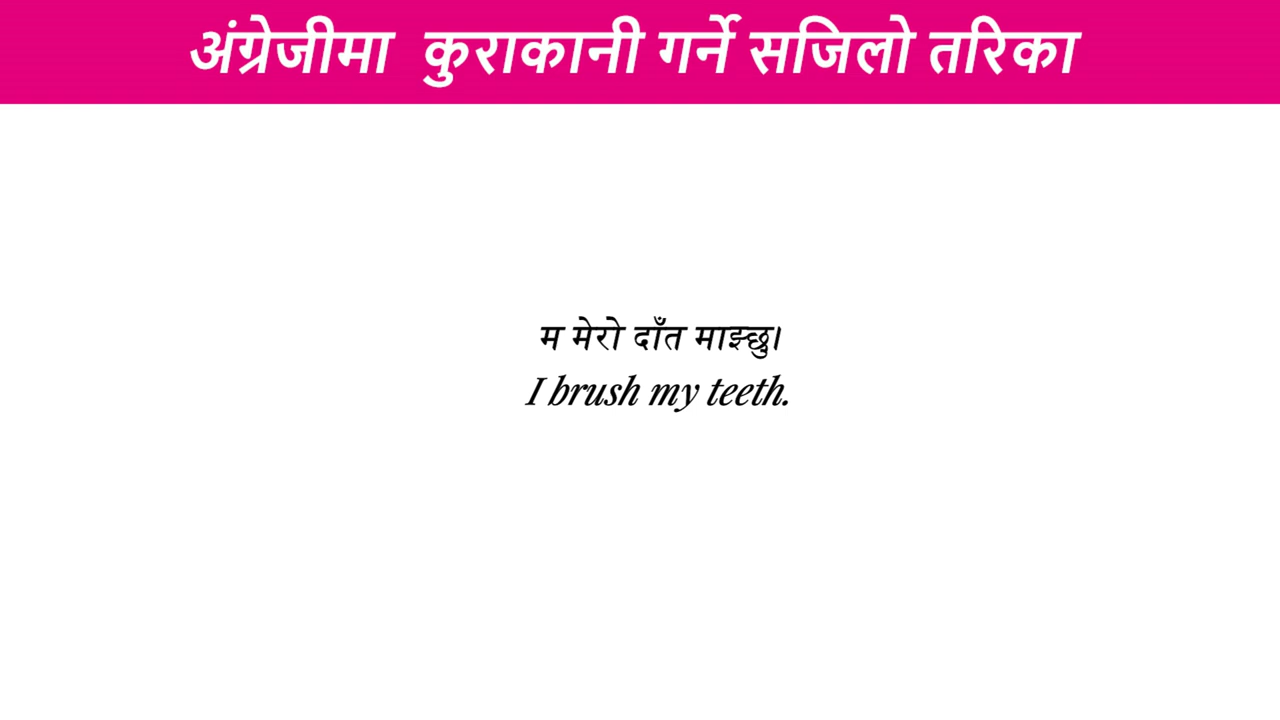 अंग्रेजीमा कुराकानी गर्ने सजिलो तरिका
म मेरो दाँत माझ्छु।
I brush my teeth.